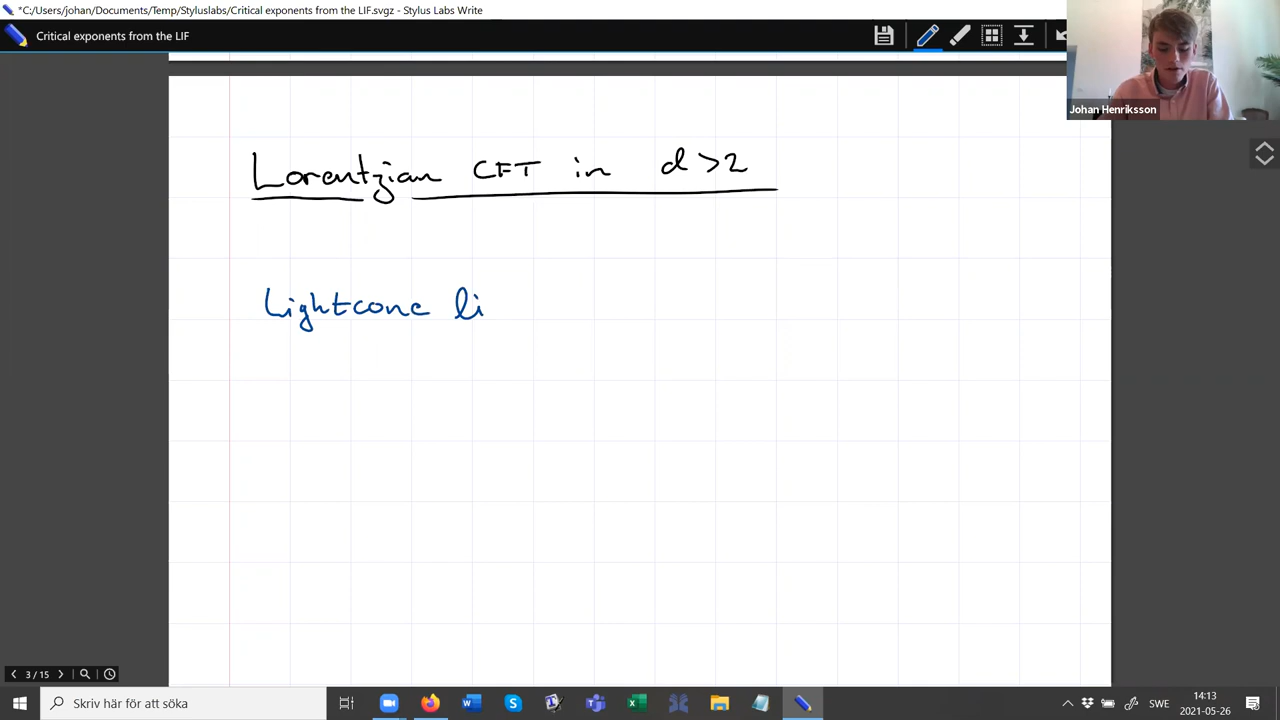 *C:/Users/johan/Documents/Temp/Styluslabs/Critical exponents from the LIF.svgz - Stylus Labs Write
Critical exponents from the LIF
Johan Henriksson
Lorentzian CFT in d>2
Lightcone li
3 / 15
Skriv här för att söka
SWE
14:13
2021-05-26